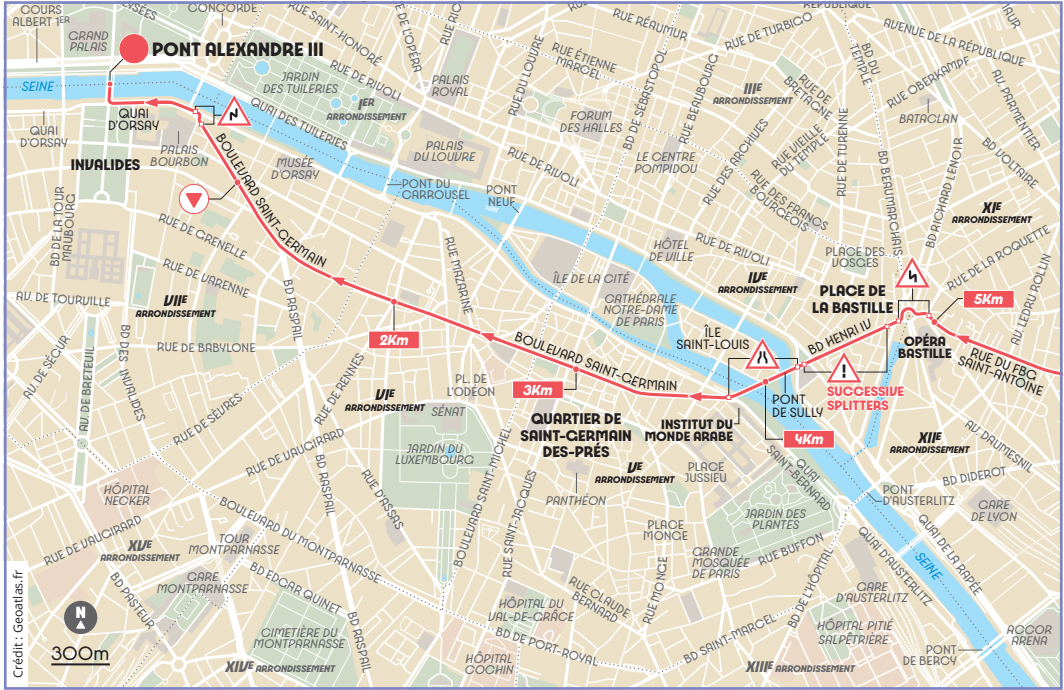 COURS
ALBERT 1ER
GRAND
PALAIS
CONCORDE
RUE SAINT-HONORÉ
RUE RÉAUMUR
RUE DE TURBIGO
RÉPUBLIQUE
AVENUE DE LA RÉPUBLIQUE
PONT ALEXANDRE III
RUE ÉTIENNE
MARCEL
BD DU
TEMPLE
RUE OBERKAMPF
AV. PARMENTIER
SEINE
JARDIN
DES TUILERIES
RUE DE RIVOLI
PALAIS
ROYAL
RUE DU LOUVRE
BD DE SÉBASTOPOL
RUE BEAUBOURG
IIIE
ARRONDISSEMENT
RUE DE
BRETAGNE
BATACLAN
QUAI
D'ORSAY
QUAI
D'ORSAY
QUAI DES TUILERIES
IER
ARRONDISSEMENT
FORUM
DES HALLES
RUE DES ARCHIVES
RUE VIEILLE
DU TEMPLE
RUE DE TURENNE
BD BEAUMARCHAIS
BD RICHARD LENOIR
BD VOLTAIRE
INVALIDES
PALAIS
BOURBON
BOULEVARD SAINT-GERMAIN
MUSÉE
D'ORSAY
PALAIS
DU LOUVRE
RUE DE RIVOLI
LE CENTRE
POMPIDOU
RUE DES FRANCS
BOURGEOIS
XIE
ARRONDISSEMENT
PONT DU
CARROUSEL
PONT
NEUF
BD DE LA TOUR
MAUBOURG
RUE DE GRENELLE
RUE DE VARENNE
RUE MAZARINE
HÔTEL
DE VILLE
RUE DE RIVOLI
PLACE DES
VOSGES
RUE DE LA ROQUETTE
ÎLE DE LA CITÉ
IVE
ARRONDISSEMENT
PLACE DE
LA BASTILLE
AV. LEDRU ROLLIN
AV. DE TOURVILLE
VIIE
ARRONDISSEMENT
BD RASPAIL
CATHÉDRALE
NOTRE-DAME
DE PARIS
5Km
2Km
ÎLE
SAINT-LOUIS
BD HENRI IV
OPÉRA
BASTILLE
RUE DU FBG
SAINT-ANTOINE
AV. DE SÉGUR
AV. DE BRETEUIL
BD DES
INVALIDES
RUE DE BABYLONE
RUE DE RENNES
BOULEVARD SAINT-GERMAIN
!
SUCCESSIVE
SPLITTERS
RUE DE SÈVRES
VIE
ARRONDISSEMENT
PL. DE
L'ODÉON
3Km
PONT
DE SULLY
SÉNAT
QUARTIER DE
SAINT-GERMAIN
DES-PRÉS
INSTITUT DU
MONDE ARABE
4Km
XIIE
ARRONDISSEMENT
AV DAUMESNIL
RUE DE VAUGIRARD
JARDIN DU
LUXEMBOURG
BOULEVARD SAINT-MICHEL
VE
ARRONDISSEMENT
PLACE
JUSSIEU
QUAI
SAINT-BERNARD
BD DIDEROT
HÔPITAL
NECKER
BD RASPAIL
RUE D'ASSAS
RUE SAINT-JACQUES
PANTHÉON
PONT
D'AUSTERLITZ
GARE
DE LYON
JARDIN DES
PLANTES
RUE DE VAUGIRARD
BOULEVARD DU MONTPARNASSE
PLACE
MONGE
RUE BUFFON
QUAI DE LA RAPÉE
XVE
ARRONDISSEMENT
TOUR
MONTPARNASSE
GRANDE
MOSQUÉE
DE PARIS
QUAI D'AUSTERLITZ
SEINE
BD PASTEUR
GARE
MONTPARNASSE
BD EDGAR QUINET
RUE CLAUDE
BERNARD
RUE MONGE
BD DE L'HÔPITAL
GARE
D'AUSTERLITZ
N
300m
HÔPITAL DU
VAL-DE-GRÂCE
HÔPITAL PITIÉ
SALPÊTRIÈRE
ACCOR
ARENA
CIMETIÈRE DU
MONTPARNASSE
BD RASPAIL
BD DE PORT-ROYAL
BD SAINT-MARCEL
PONT
DE BERCY
XIVE ARRONDISSEMENT
HÔPITAL
COCHIN
XIIIE ARRONDISSEMENT
Crédit : Geoatlas.fr